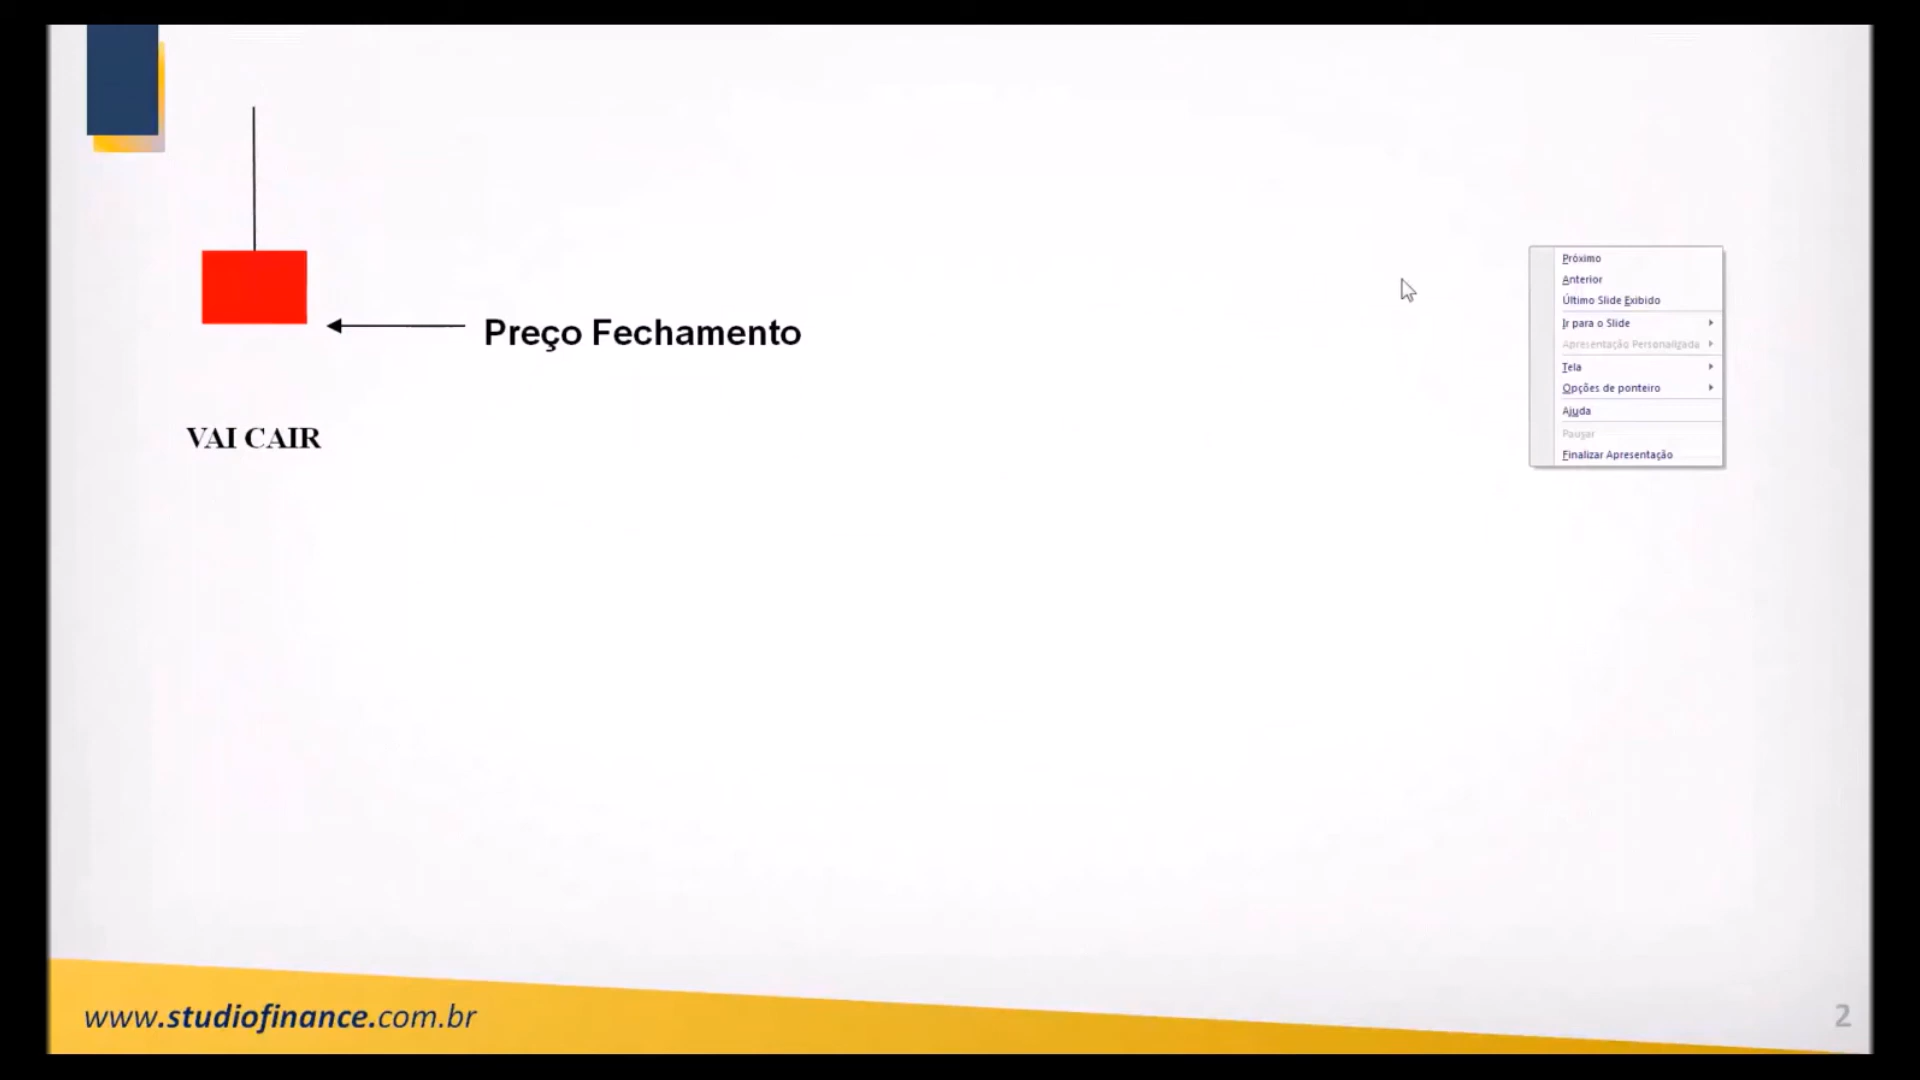 Preço Fechamento
VAI CAIR
Próximo
Anterior
Último Slide Exibido
Ir para o Slide
Apresentação Personalizada
Tela
Opções de ponteiro
Ajuda
Pausar
Finalizar Apresentação
www.studiofinance.com.br
2